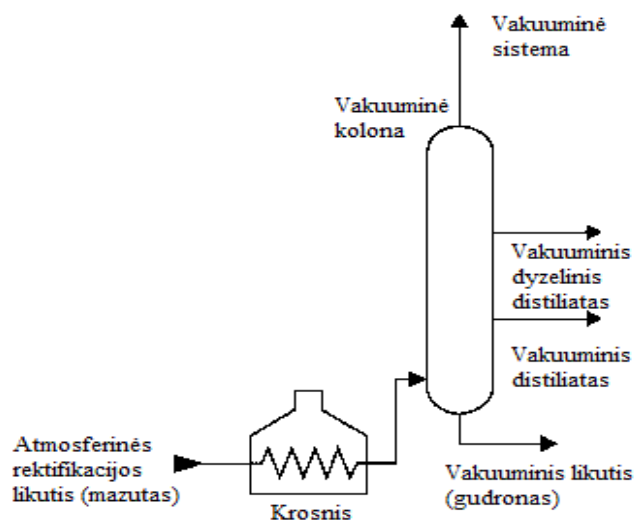 Vakuuminė
sistema
Vakuuminė
kolona
Vakuuminis
dyzelinis
distiliatas
Vakuuminis
distiliatas
Atmosferinės
rektifikacijos
likutis (mazutas)
Krosnis
Vakuuminis likutis
(gudronas)